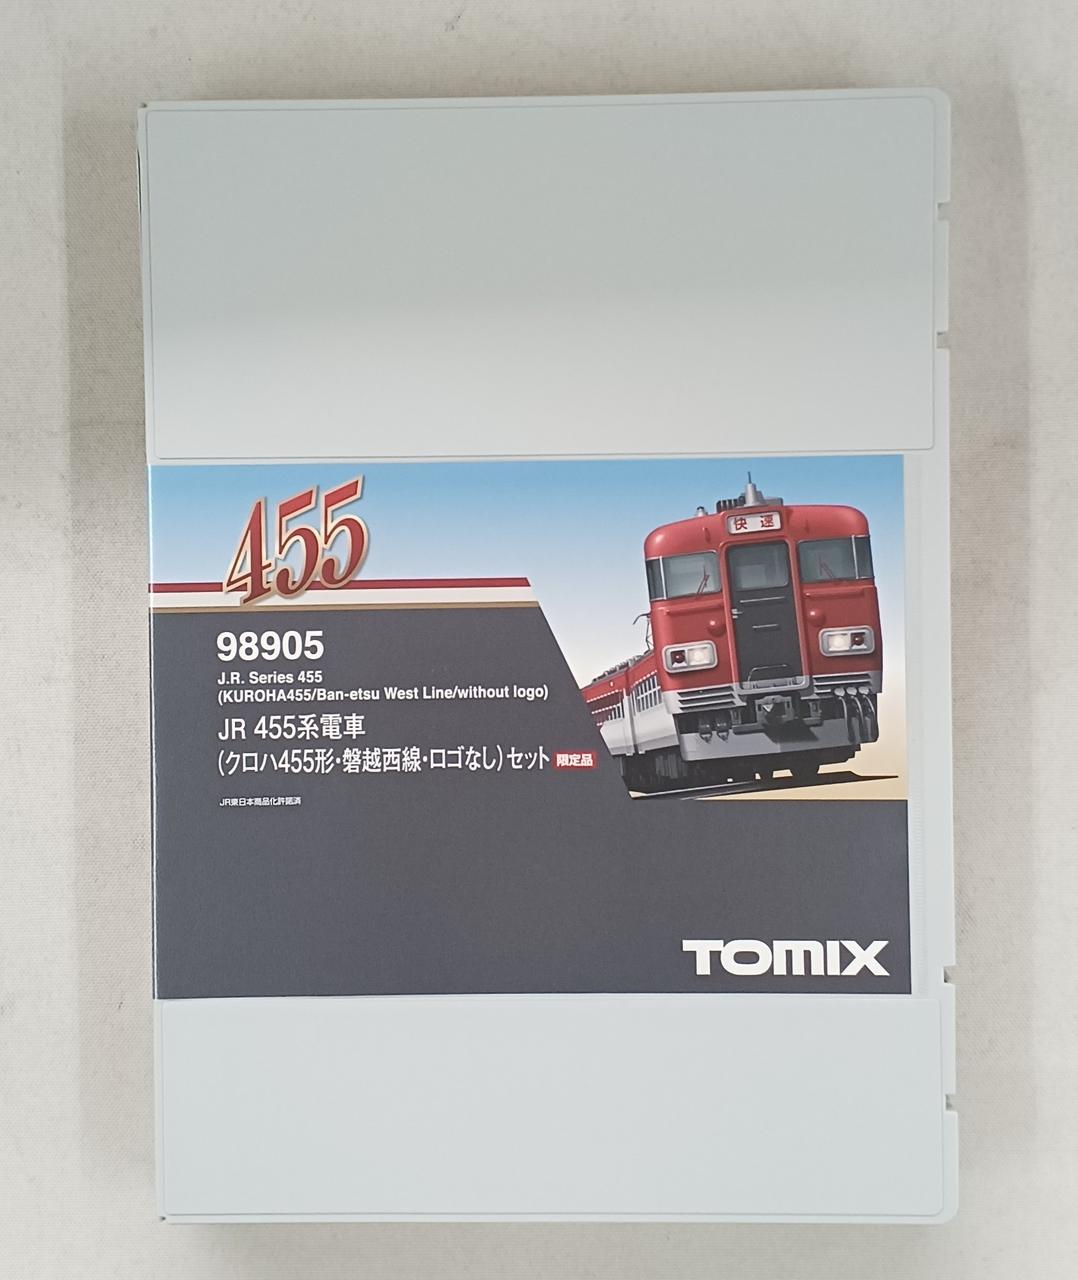 455
快速
98905
J.R. Series 455
(KUROHA455/Ban-etsu West Line/without logo)
JR 455系電車
(クロハ455形・磐越西線・ロゴなし)セット 限定品
JR東日本商品化許諾済
TOMIX